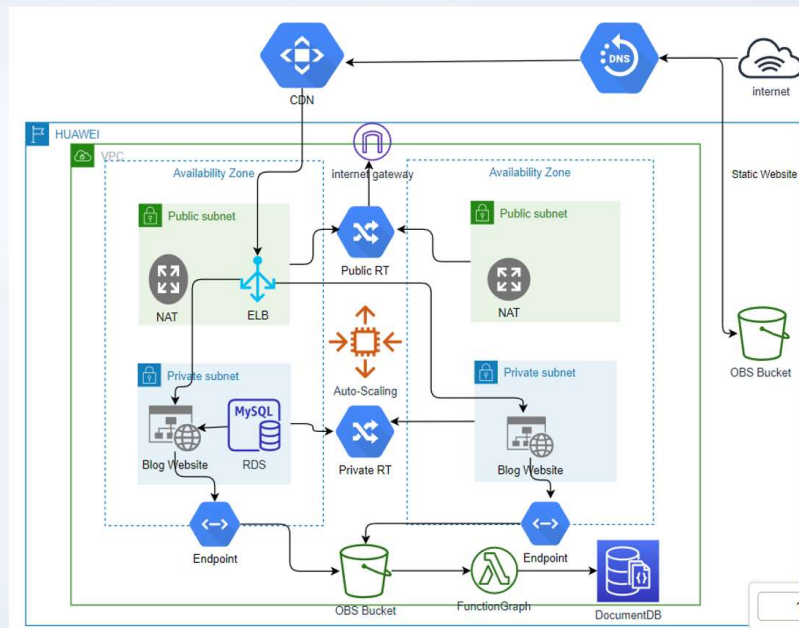 DNS
internet
CDN
HUAWEI
VPC
Availability Zone
internet gateway
Availability Zone
Static Website
Public subnet
Public subnet
Public RT
NAT
ELB
NAT
OBS Bucket
Auto-Scaling
Private subnet
Private subnet
MySQL
Blog Website
RDS
Private RT
Blog Website
Endpoint
Endpoint
OBS Bucket
FunctionGraph
DocumentDB